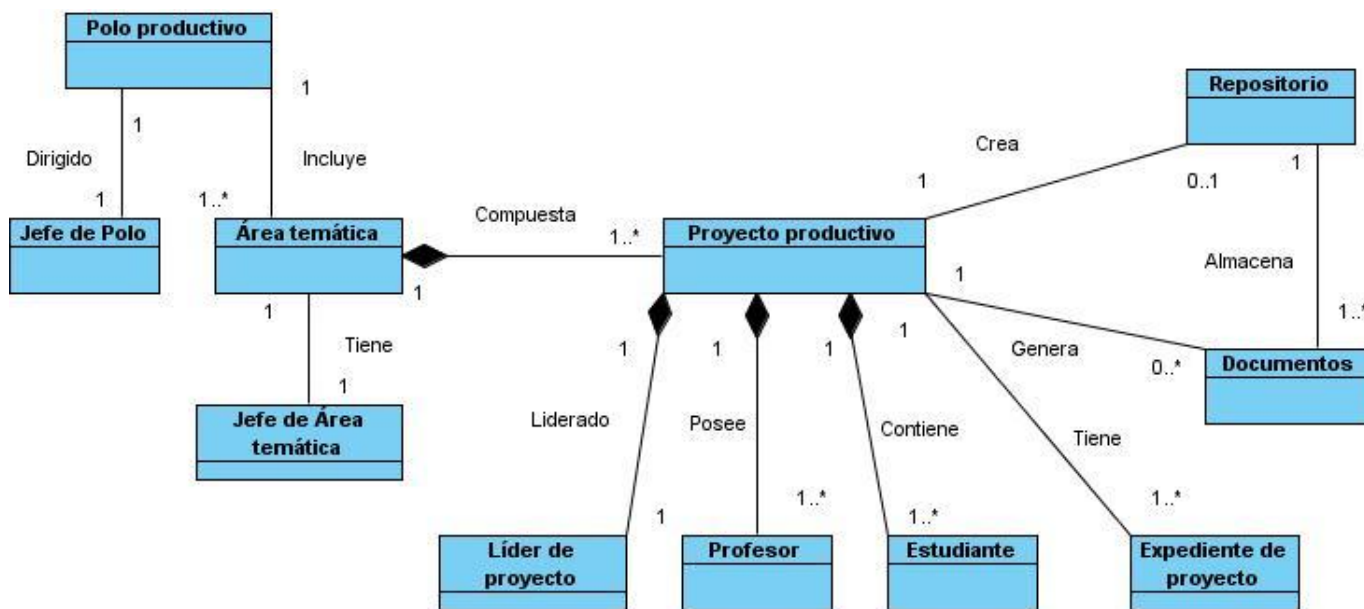 Polo productivo
1
1
Dirigido
Incluye
1
1..*
Jefe de Polo
Área temática
Compuesta
1..*
1
Proyecto productivo
Crea
1
0..1
Repositorio
1
Almacena
1..*
1
Genera
0..*
Documentos
1
Tiene
1
Jefe de Área
temática
1
Liderado
1
1
Posee
1..*
1
Contiene
1..*
1
Tiene
1..*
Líder de
proyecto
Profesor
Estudiante
Expediente de
proyecto